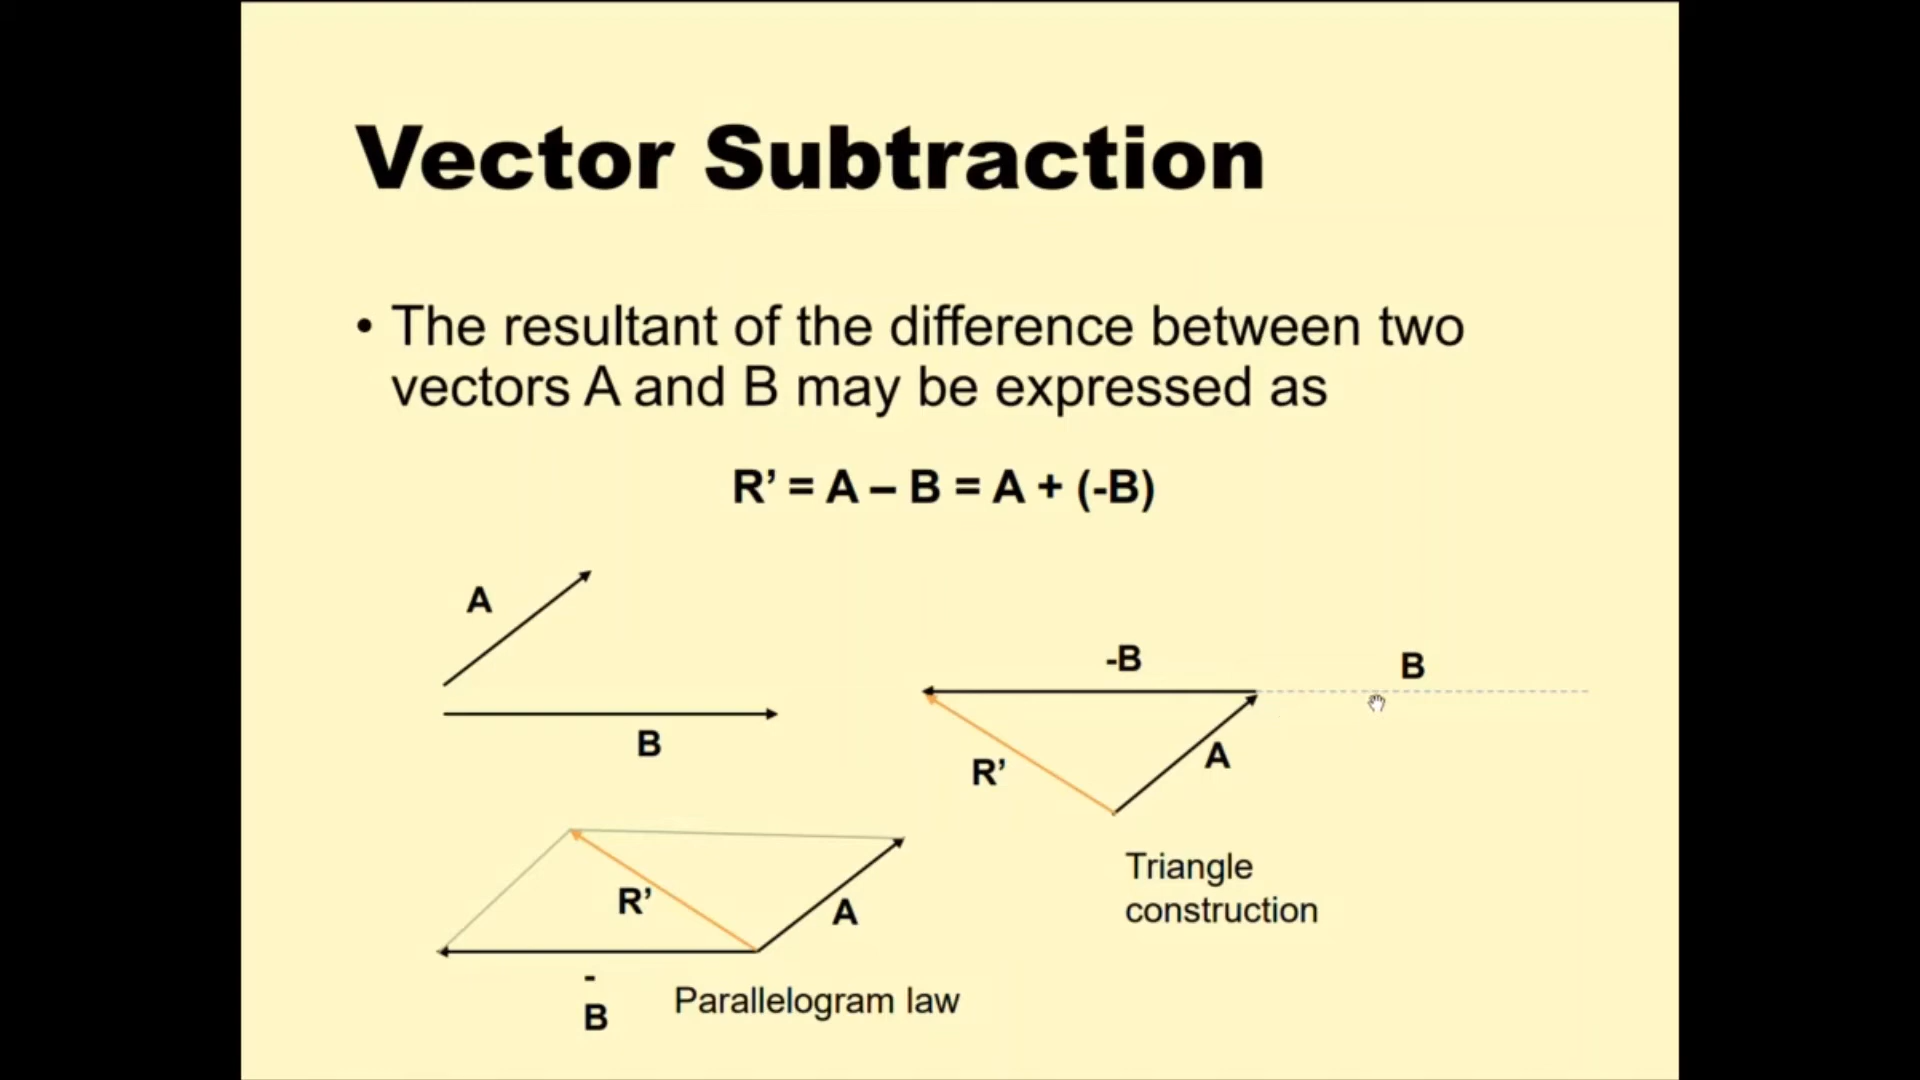 Vector Subtraction
• The resultant of the difference between two
vectors A and B may be expressed as
R’ = A – B = A + (-B)
A
B
-B
B
R’
A
Triangle
construction
R’
A
-
B
Parallelogram law